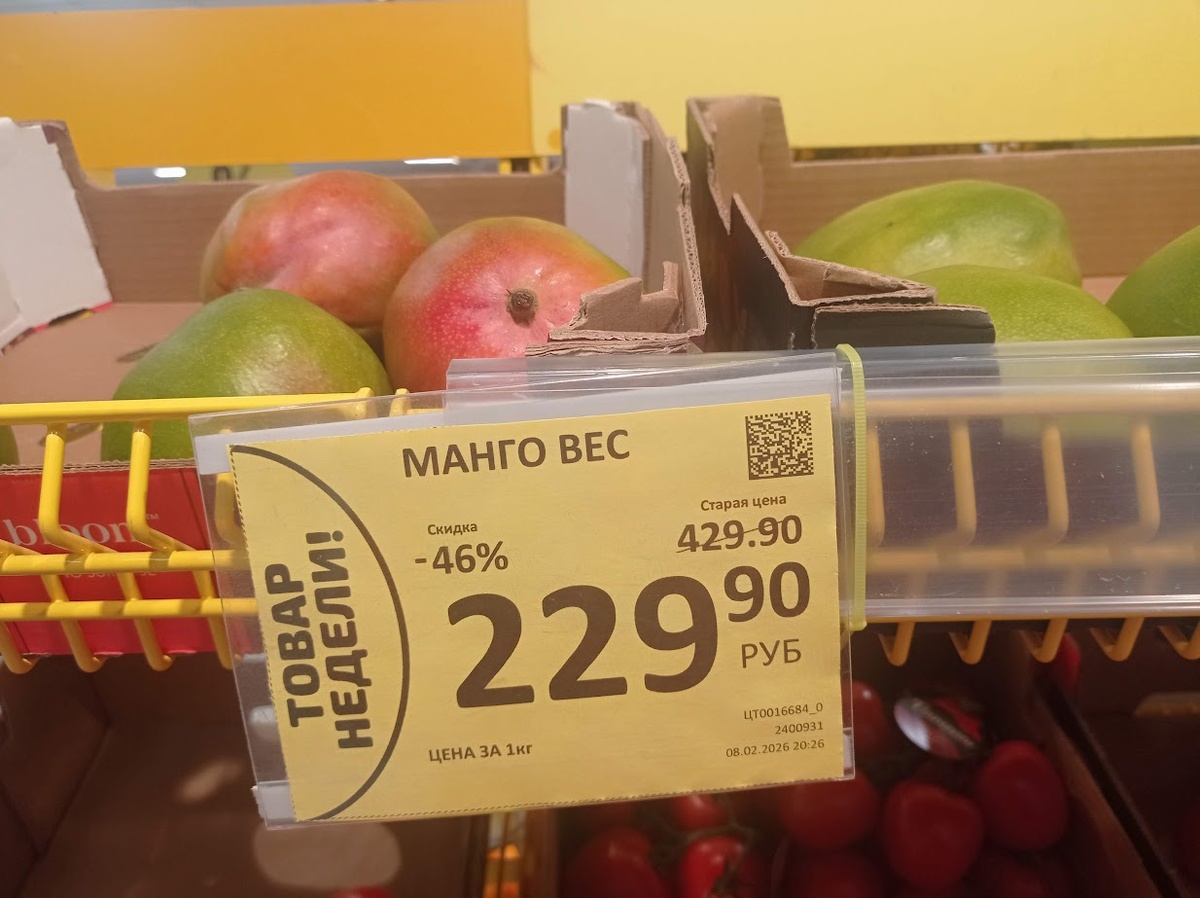 МАНГО ВЕС
Старая цена
429.90
Скидка
-46%
229 90
РУБ
ТОВАР
НЕДЕЛИ!
ЦЕНА ЗА 1кг
ЦТ0016684_0
2400931
08.02.2026 20:26
bloom™